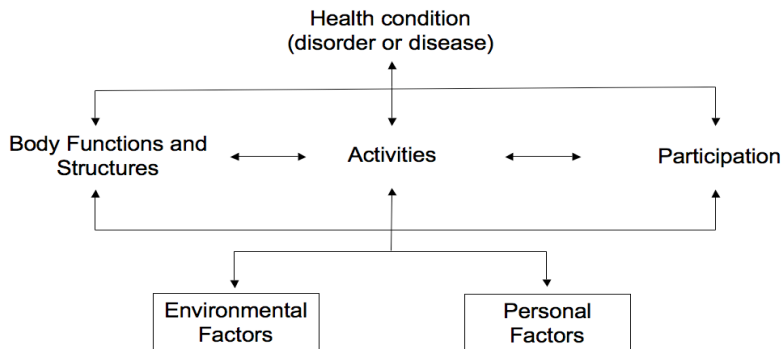 Health condition
(disorder or disease)
Body Functions and
Structures
Activities
Participation
Environmental
Factors
Personal
Factors